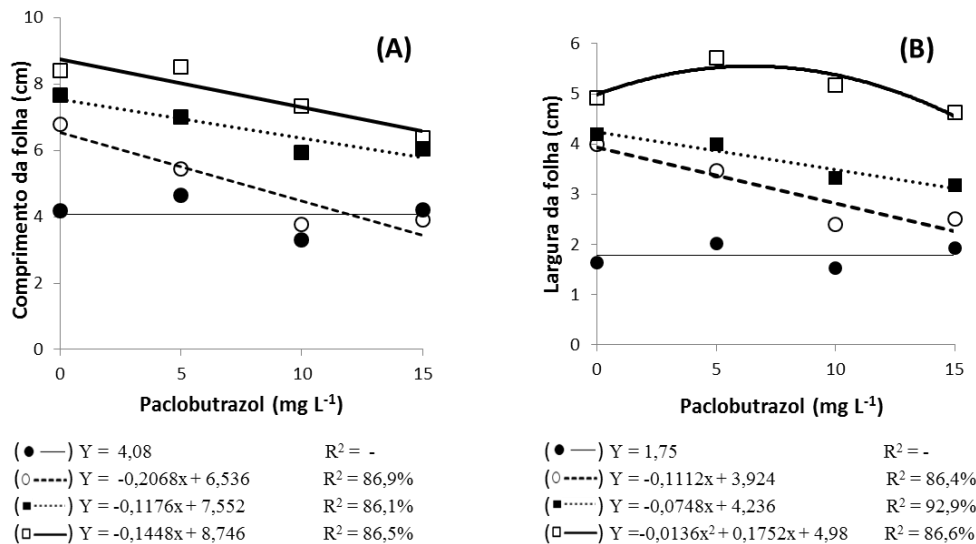 (A)
Comprimento da folha (cm)
10
8
6
4
2
0
0 5 10 15
Paclobutrazol (mg L-1)
( ) Y = 4,08 R2 = -
( ) Y = -0,2068x + 6,536 R2 = 86,9%
( ) Y = -0,1176x + 7,552 R2 = 86,1%
( ) Y = -0,1448x + 8,746 R2 = 86,5%
(B)
Largura da folha (cm)
6
5
4
3
2
1
0
0 5 10 15
Paclobutrazol (mg L-1)
( ) Y = 1,75 R2 = -
( ) Y = -0,1112x + 3,924 R2 = 86,4%
( ) Y = -0,0748x + 4,236 R2 = 92,9%
( ) Y =-0,0136x2 + 0,1752x + 4,98 R2 = 86,6%